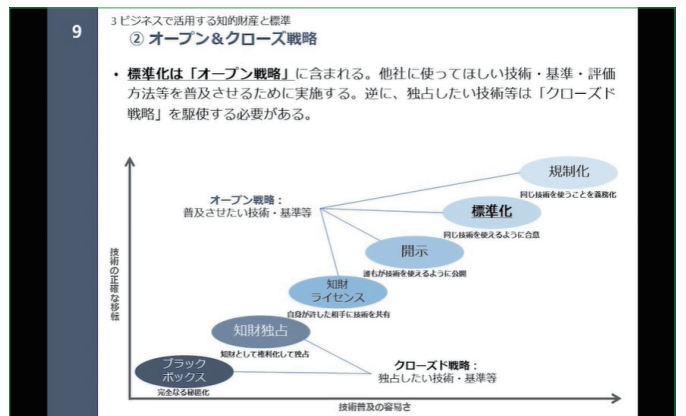 9
3 ビジネスで活用する知的財産と標準
② オープン&クローズ戦略
• 標準化は「オープン戦略」に含まれる。他社に使ってほしい技術・基準・評価
方法等を普及させるために実施する。逆に、独占したい技術等は「クローズド
戦略」を駆使する必要がある。
規制化
同じ技術を使うことを義務化
オープン戦略：
普及させたい技術・基準等
標準化
同じ技術を使えるように合意
開示
誰もが技術を使えるように公開
知財
ライセンス
自身が許した相手に技術を共有
知財独占
知財として権利化して独占
ブラック
ボックス
完全なる秘匿化
クローズド戦略：
独占したい技術・基準等
技術の正確な移転
技術普及の容易さ